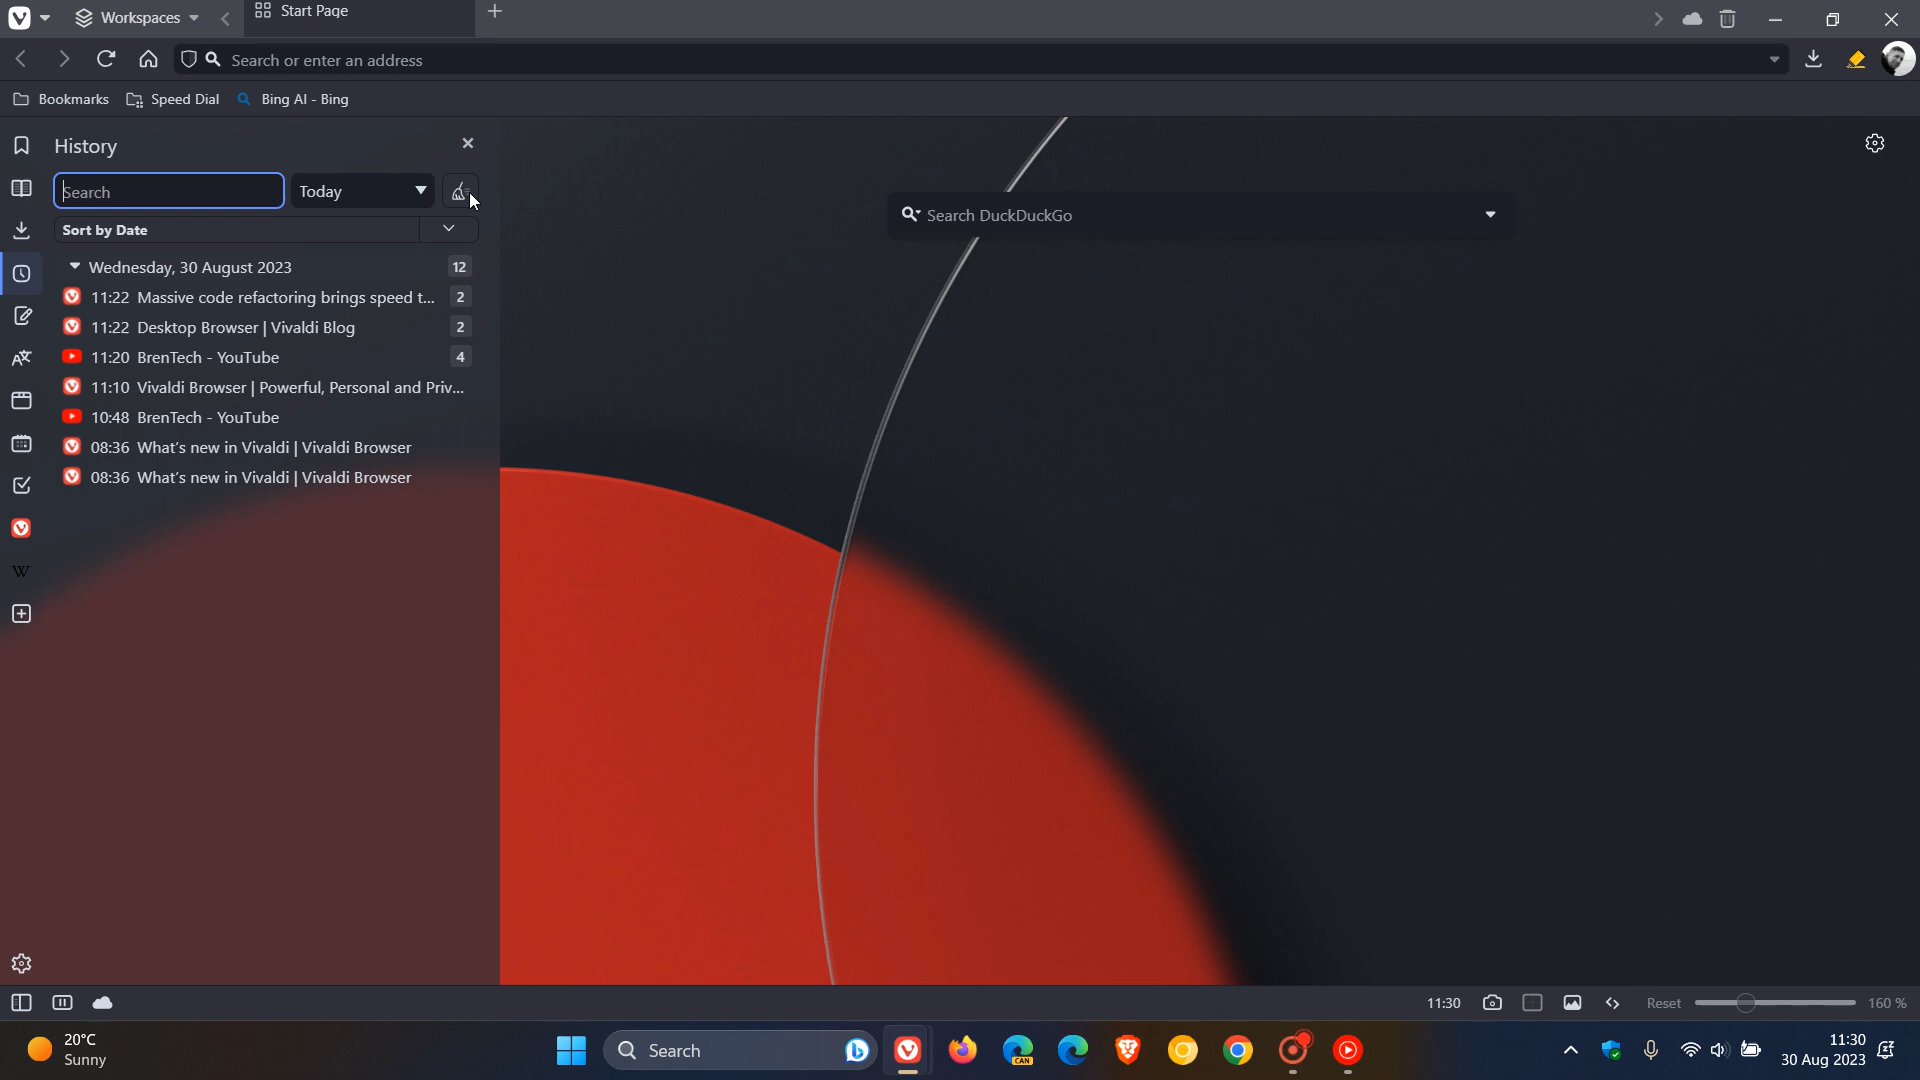 Workspaces
Start Page
Search or enter an address
Bookmarks
Speed Dial
Bing AI - Bing
History
Search
Today
Sort by Date
Search DuckDuckGo
Wednesday, 30 August 2023 12
11:22 Massive code refactoring brings speed t... 2
11:22 Desktop Browser | Vivaldi Blog 2
11:20 BrenTech - YouTube 4
11:10 Vivaldi Browser | Powerful, Personal and Priv...
10:48 BrenTech - YouTube
08:36 What's new in Vivaldi | Vivaldi Browser
08:36 What's new in Vivaldi | Vivaldi Browser
W
11:30
Reset
160 %
20°C
Sunny
Search
CAN
11:30
30 Aug 2023